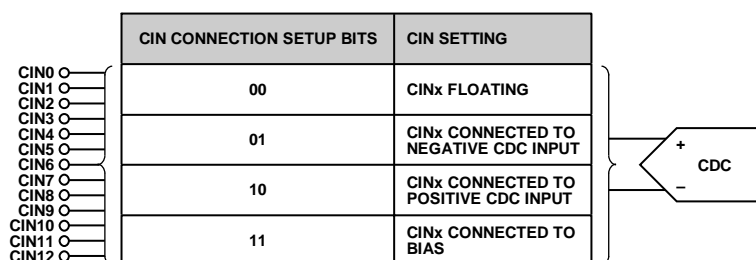 CIN CONNECTION SETUP BITS CIN SETTING
CIN0
CIN1
CIN2
CIN3
CIN4
CIN5
CIN6
CIN7
CIN8
CIN9
CIN10
CIN11
CIN12
00 CINx FLOATING
01 CINx CONNECTED TO
NEGATIVE CDC INPUT
10 CINx CONNECTED TO
POSITIVE CDC INPUT
11 CINx CONNECTED TO
BIAS
+
CDC
–